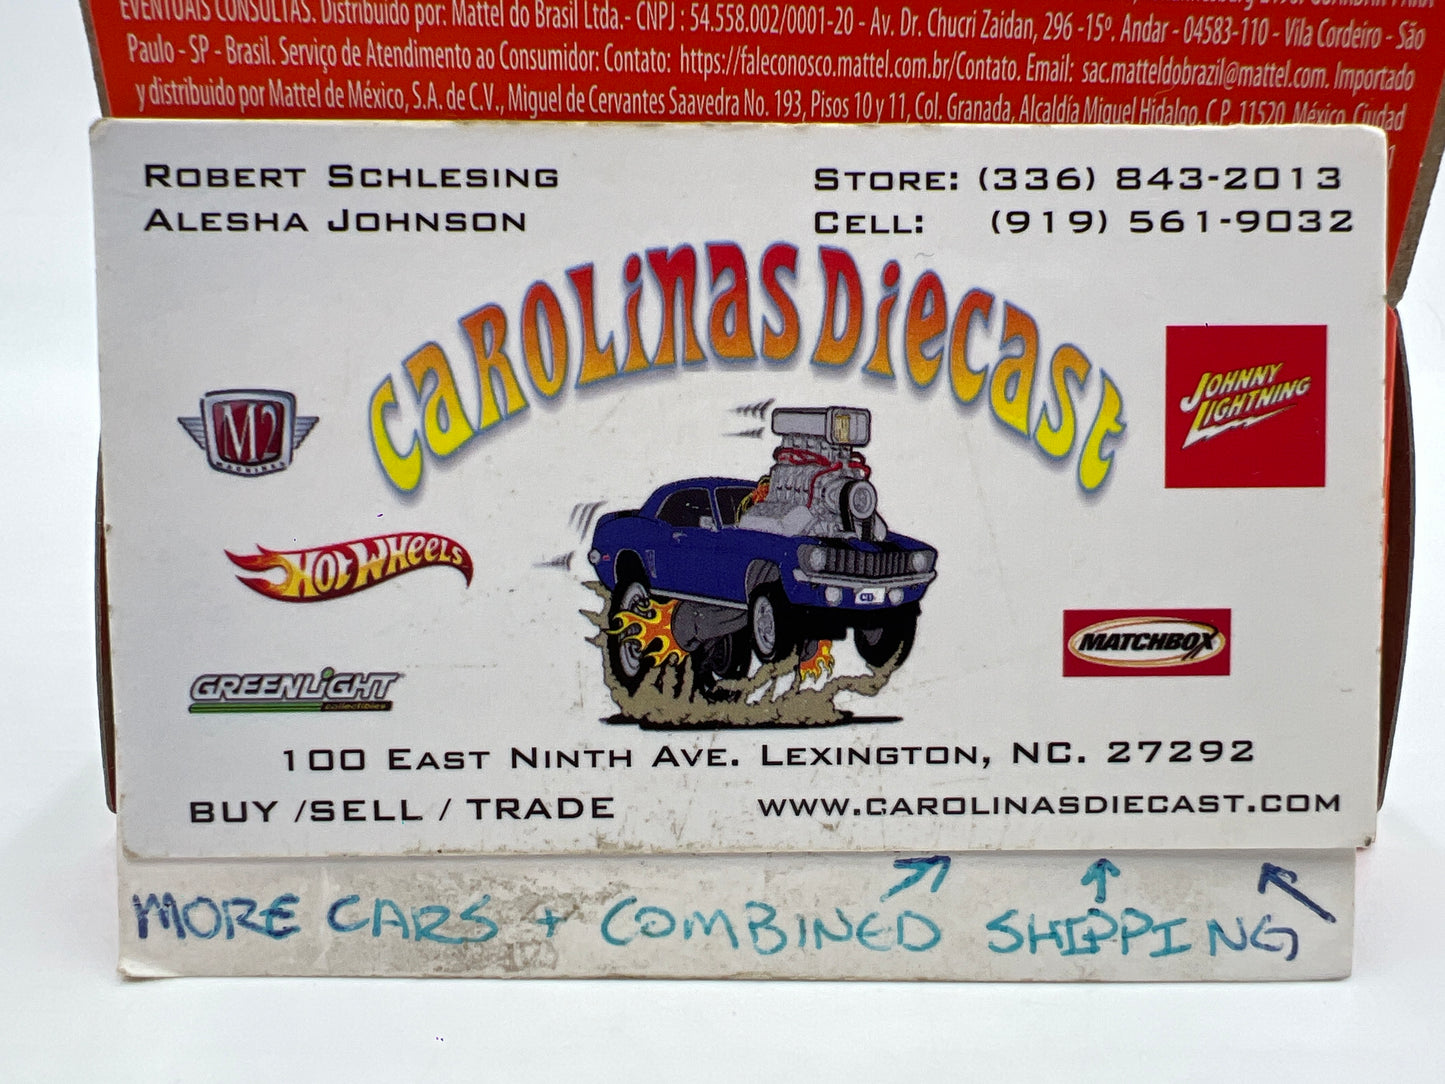 EVENTUAIS CONSULTAS. Distribuido por: Mattel do Brasil Ltda.- CNPJ : 54.558.002/0001-20 - Av. Dr. Chucri Zaidan, 296 -15º. Andar - 04583-110 - Vila Cordeiro - São
Paulo - SP - Brasil. Serviço de Atendimento ao Consumidor: Contato: https://faleconosco.mattel.com.br/Contato. Email: sac.matteldobrazil@mattel.com. Importado
y distribuido por Mattel de México, S.A. de C.V., Miguel de Cervantes Saavedra No. 193, Pisos 10 y 11, Col. Granada, Alcaldía Miguel Hidalgo, C.P. 11520, México, Ciudad
ROBERT SCHLESING
ALESHA JOHNSON
STORE: (336) 843-2013
CELL: (919) 561-9032
CAROLINAS DIECAST
M2
MACHINES
JOHNNY
LIGHTNING
HOT WHEELS
MATCHBOX
GREENLIGHT
collectibles
CD
100 EAST NINTH AVE. LEXINGTON, NC. 27292
BUY /SELL / TRADE
WWW.CAROLINASDIECAST.COM
MORE CARS + COMBINED SHIPPING